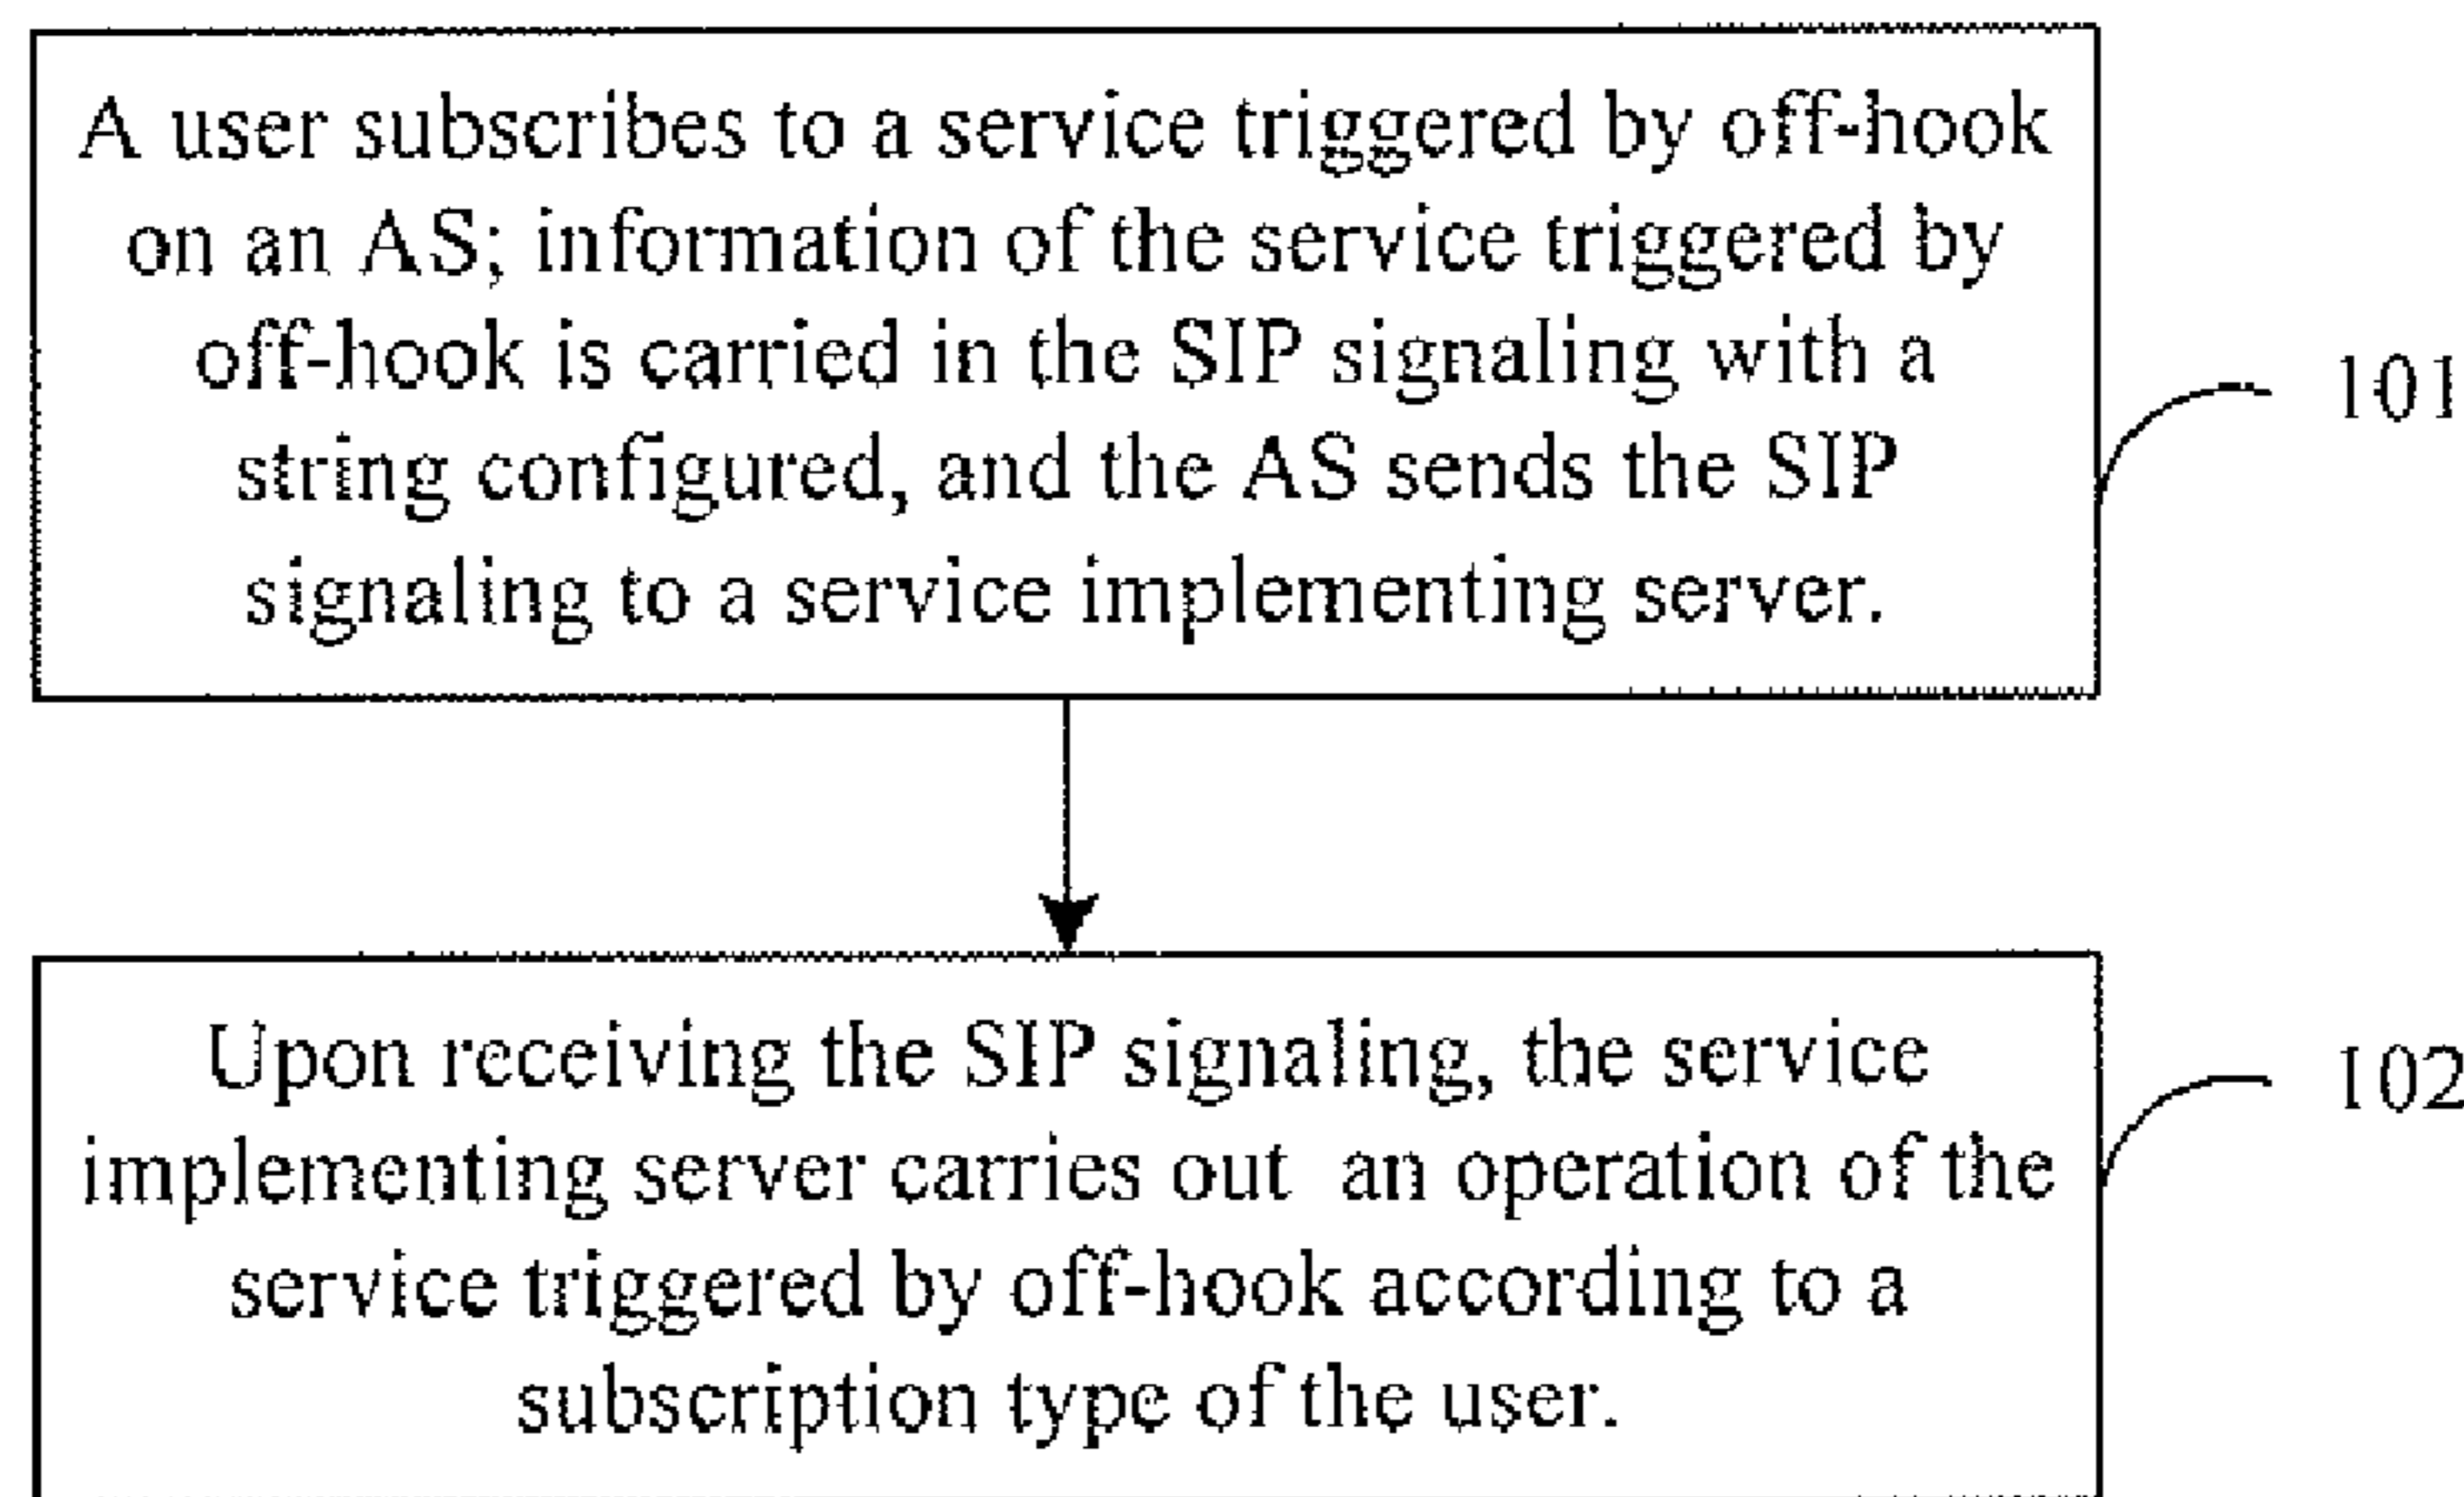 A user subscribes to a service triggered by off-hook
on an AS; information of the service triggered by
off-hook is carried in the SIP signaling with a
string configured, and the AS sends the SIP
signaling to a service implementing server.
101
Upon receiving the SIP signaling, the service
implementing server carries out an operation of the
service triggered by off-hook according to a
subscription type of the user.
102